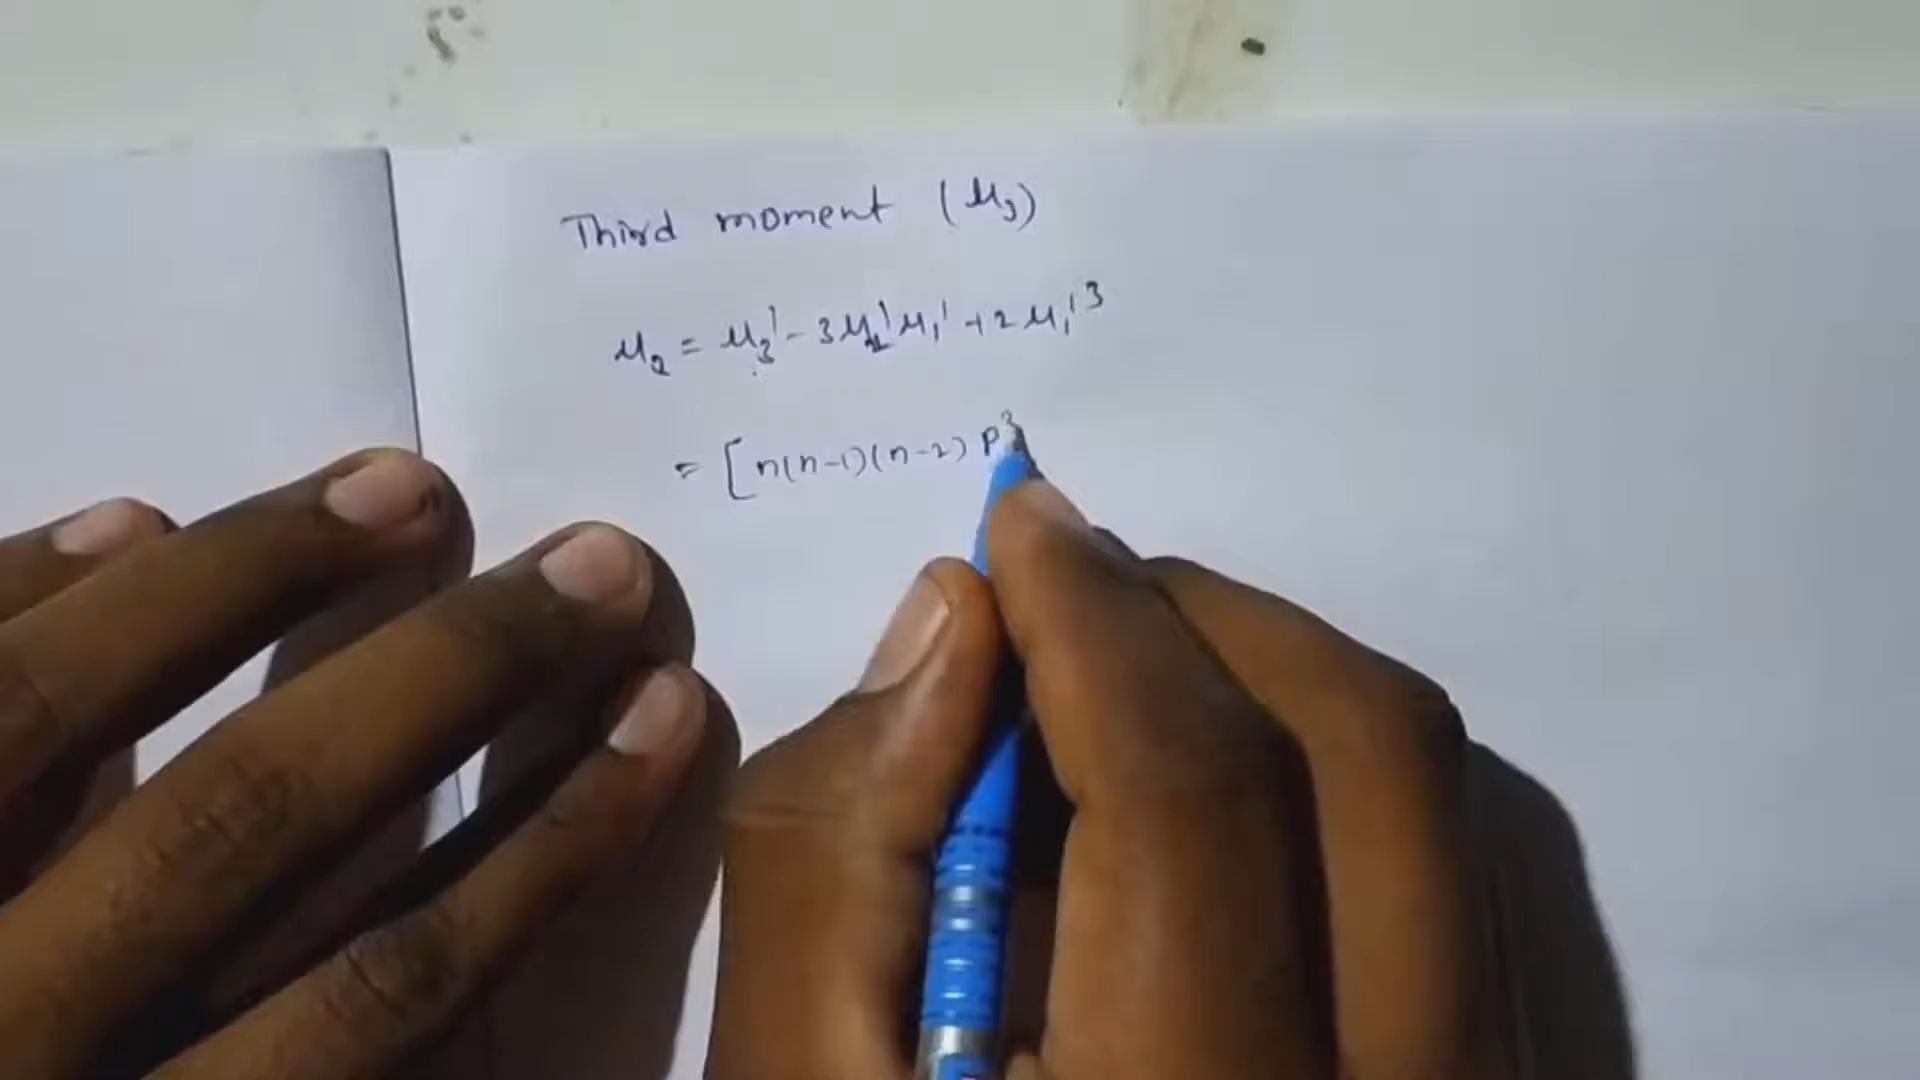 Third moment (μ₃)
μ₂ = μ₃' - 3μ₂'μ₁' + 2μ₁'³
= [n(n-1)(n-2) P³